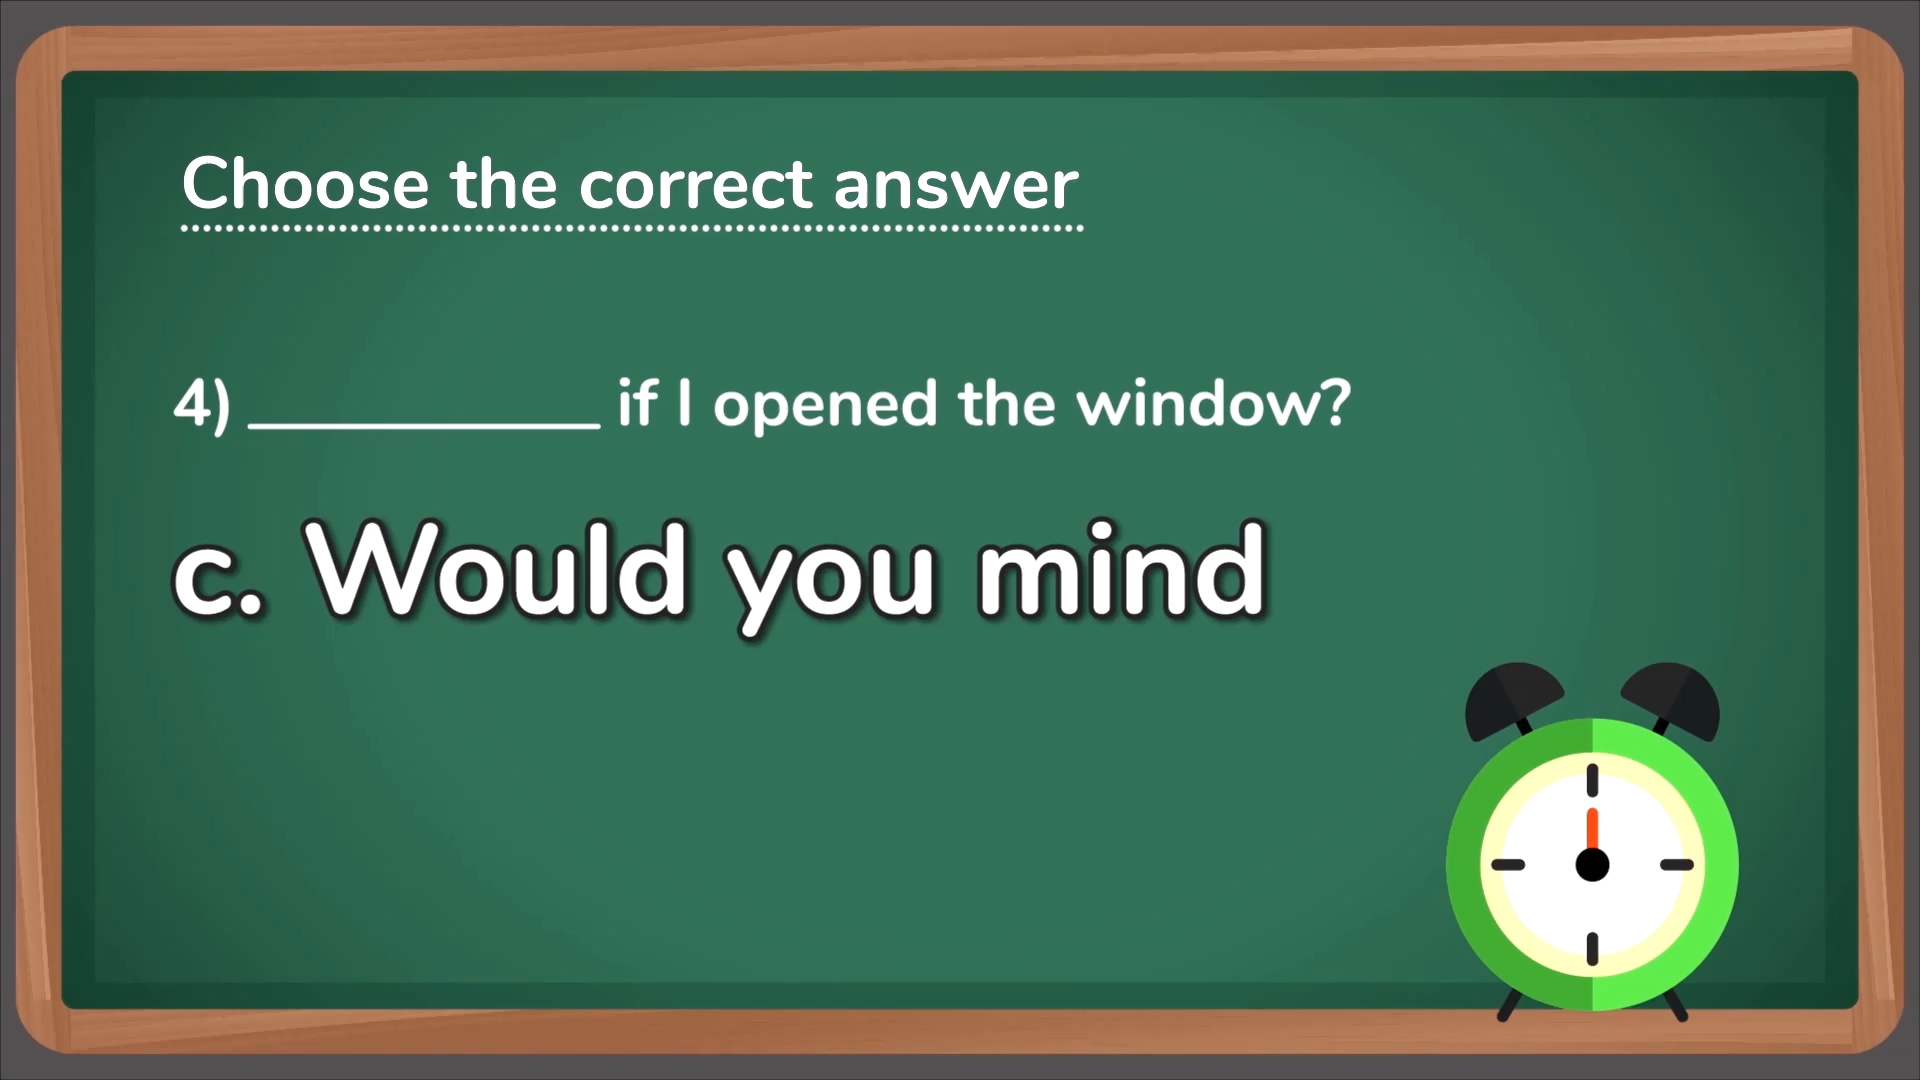 Choose the correct answer
4) __________ if I opened the window?
c. Would you mind